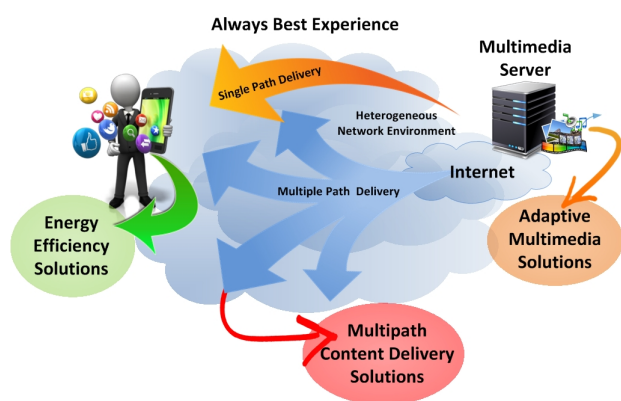 Always Best Experience
Multimedia
Server
Single Path Delivery
Heterogeneous
Network Environment
Internet
Multiple Path Delivery
Energy
Efficiency
Solutions
Adaptive
Multimedia
Solutions
Multipath
Content Delivery
Solutions